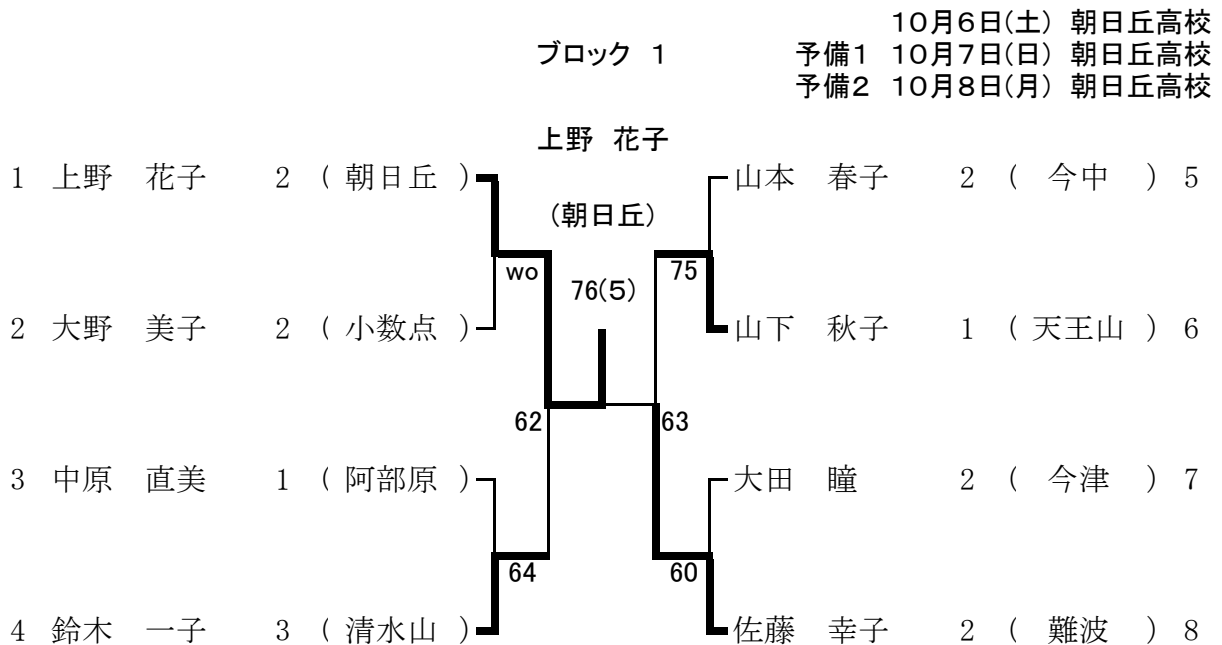 10月6日(土) 朝日丘高校
ブロック 1 予備1 10月7日(日) 朝日丘高校
予備2 10月8日(月) 朝日丘高校
上野 花子
1 上野 花子 2 ( 朝日丘 ) 山本 春子 2 ( 今中 ) 5
(朝日丘)
wo 75
76(5)
2 大野 美子 2 ( 小数点 ) 山下 秋子 1 ( 天王山 ) 6
62 63
3 中原 直美 1 ( 阿部原 ) 大田 瞳 2 ( 今津 ) 7
64 60
4 鈴木 一子 3 ( 清水山 ) 佐藤 幸子 2 ( 難波 ) 8